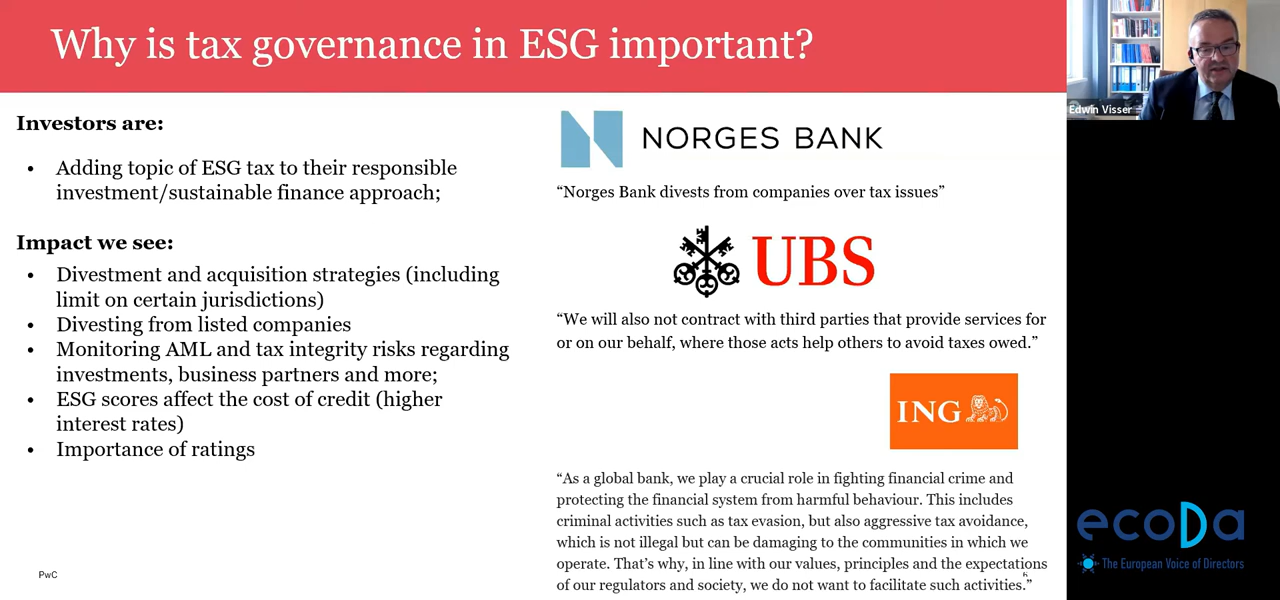 Why is tax governance in ESG important?
Investors are:
• Adding topic of ESG tax to their responsible
investment/sustainable finance approach;
Impact we see:
• Divestment and acquisition strategies (including
limit on certain jurisdictions)
• Divesting from listed companies
• Monitoring AML and tax integrity risks regarding
investments, business partners and more;
• ESG scores affect the cost of credit (higher
interest rates)
• Importance of ratings
PwC
NORGES BANK
“Norges Bank divests from companies over tax issues”
UBS
“We will also not contract with third parties that provide services for
or on our behalf, where those acts help others to avoid taxes owed.”
ING
“As a global bank, we play a crucial role in fighting financial crime and
protecting the financial system from harmful behaviour. This includes
criminal activities such as tax evasion, but also aggressive tax avoidance,
which is not illegal but can be damaging to the communities in which we
operate. That’s why, in line with our values, principles and the expectations
of our regulators and society, we do not want to facilitate such activities.”
Edwin Visser
ecoDa
The European Voice of Directors